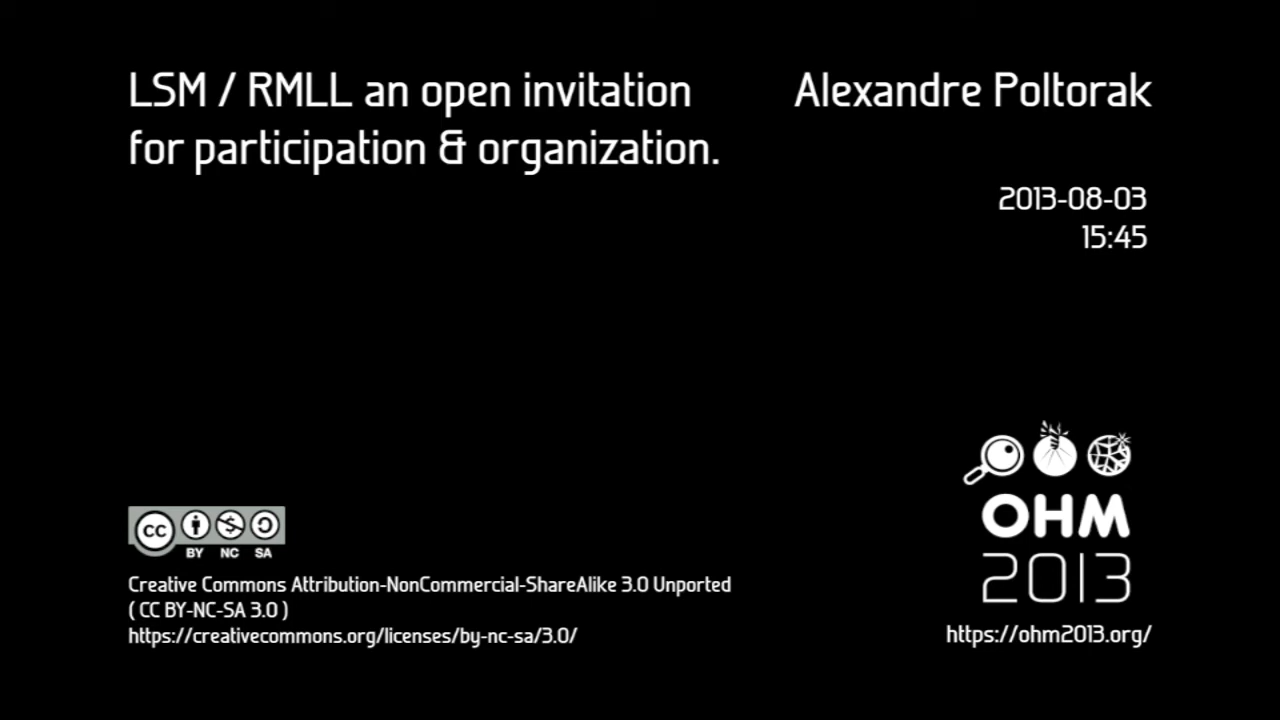 LSM / RMLL an open invitation
for participation & organization.
Alexandre Poltorak
2013-08-03
15:45
CC
BY NC SA
Creative Commons Attribution-NonCommercial-ShareAlike 3.0 Unported
( CC BY-NC-SA 3.0 )
https://creativecommons.org/licenses/by-nc-sa/3.0/
OHM
2013
https://ohm2013.org/